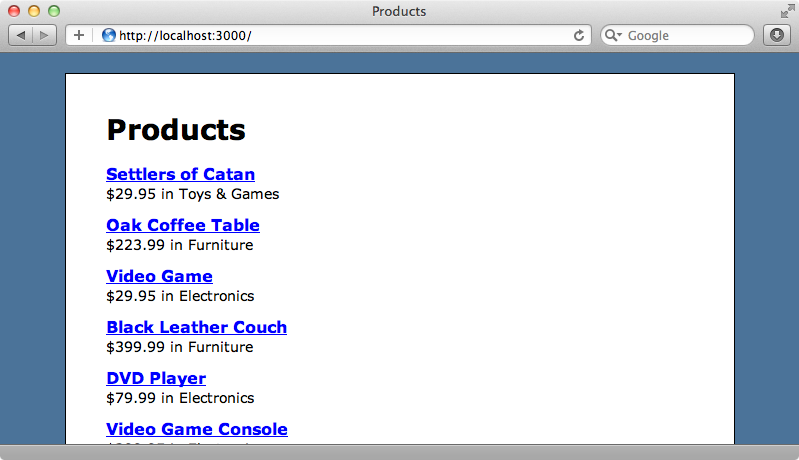 Products
http://localhost:3000/
Google
Products
Settlers of Catan
$29.95 in Toys & Games
Oak Coffee Table
$223.99 in Furniture
Video Game
$29.95 in Electronics
Black Leather Couch
$399.99 in Furniture
DVD Player
$79.99 in Electronics
Video Game Console